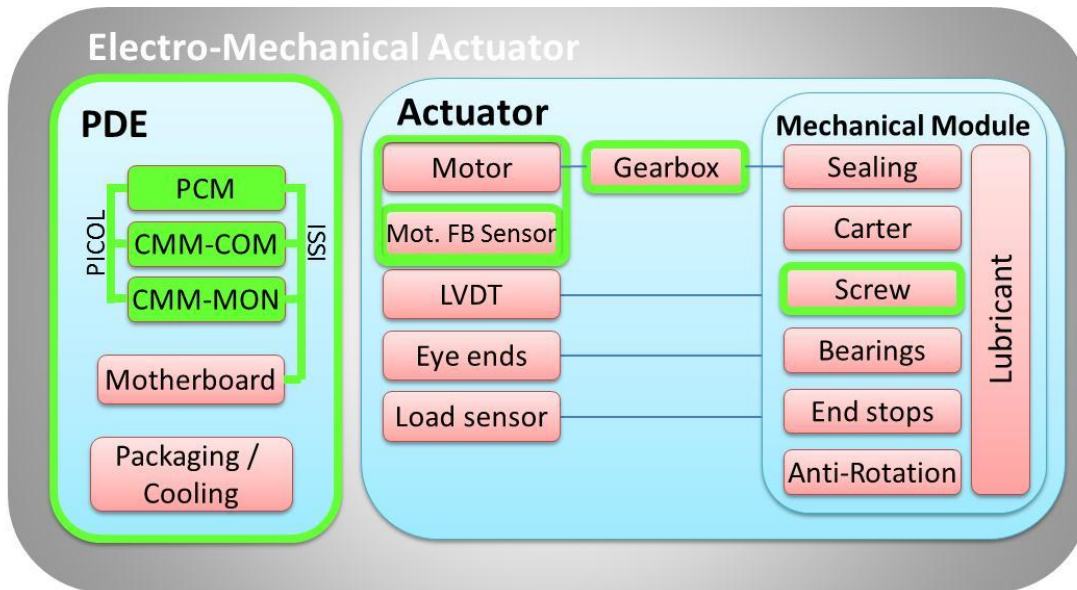 Electro-Mechanical Actuator
PDE
PCM
CMM-COM
CMM-MON
PICOL
ISSI
Motherboard
Packaging /
Cooling
Actuator
Motor
Mot. FB Sensor
LVDT
Eye ends
Load sensor
Gearbox
Mechanical Module
Sealing
Carter
Screw
Bearings
End stops
Anti-Rotation
Lubricant